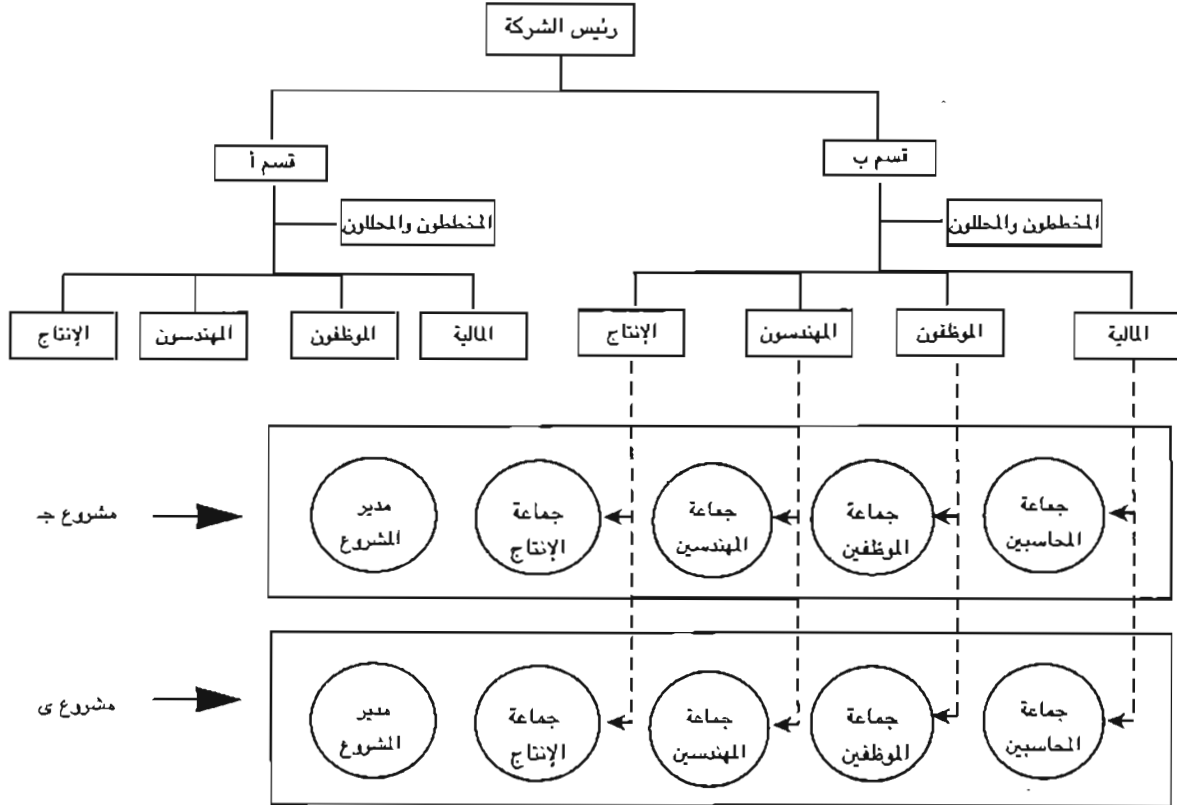 رئيس الشركة
قسم ب
قسم أ
المخططون والمحللون
المخططون والمحللون
المالية
الموظفون
المهندسون
الإنتاج
المالية
الموظفون
المهندسون
الإنتاج
جماعة
المحاسبين
جماعة
الموظفين
جماعة
المهندسين
جماعة
الإنتاج
مدير
المشروع
مشروع جـ
جماعة
المحاسبين
جماعة
الموظفين
جماعة
المهندسين
جماعة
الإنتاج
مدير
المشروع
مشروع ى